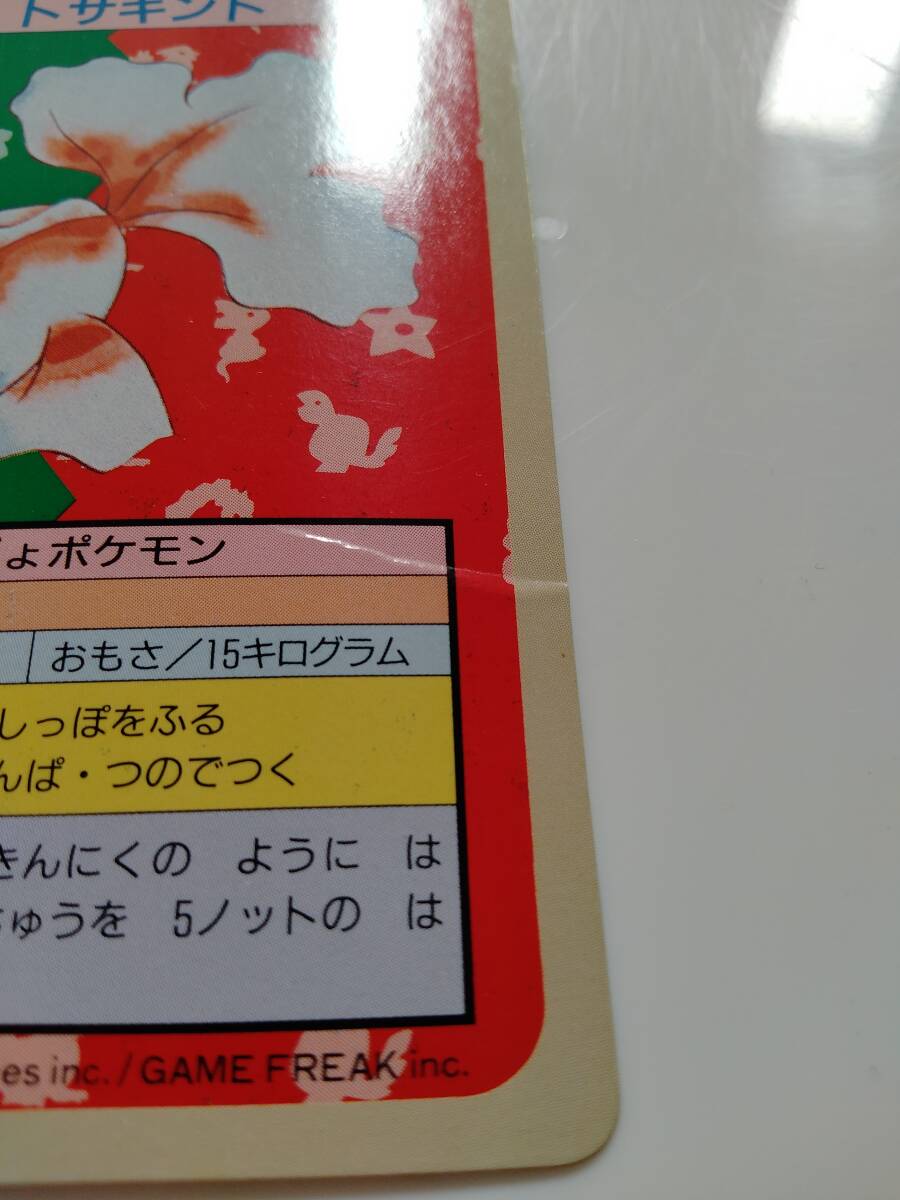 トサキント
ぎょポケモン
おもさ／15キログラム
しっぽをふる
んぱ・つのでつく
きんにくの ように は
ちゅうを 5ノットの は
es inc. / GAME FREAK inc.